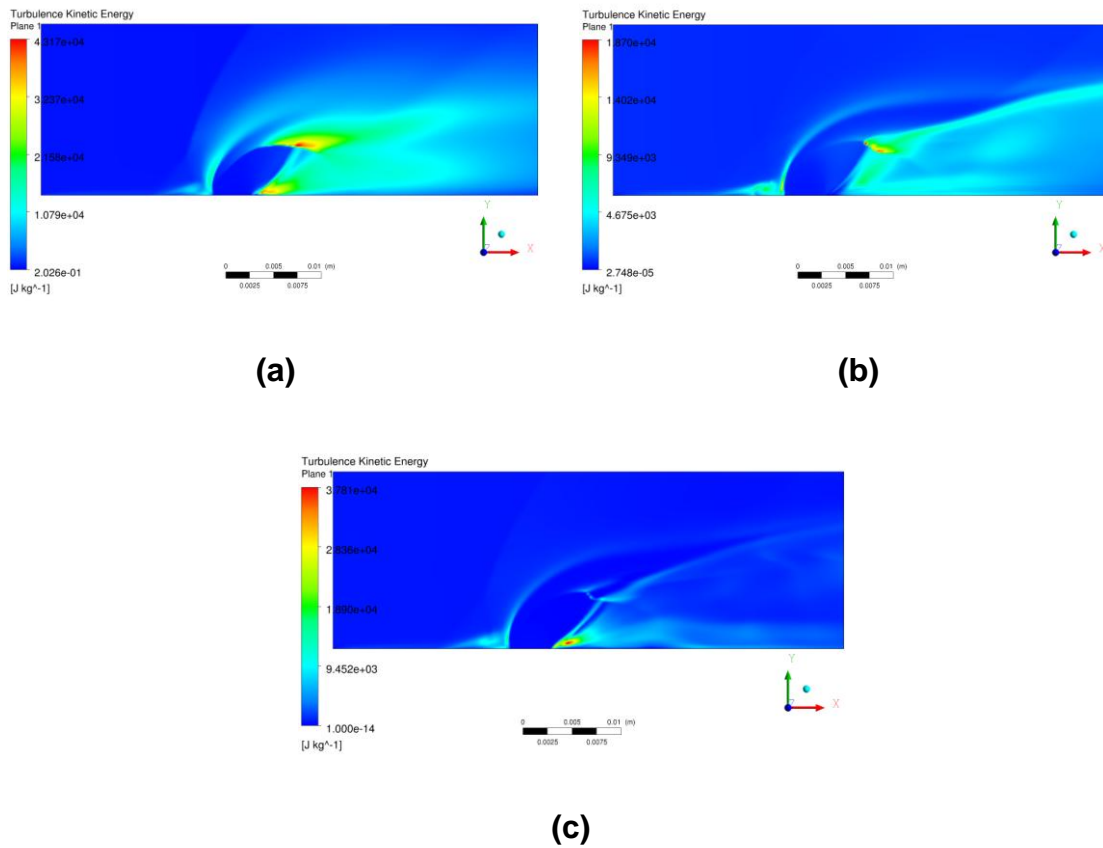 Turbulence Kinetic Energy
Plane 1
4.317e+04
3.237e+04
2.158e+04
1.079e+04
2.026e-01
[J kg^-1]
0 0.005 0.01 (m)
0.0025 0.0075
Y
X
(a)
Turbulence Kinetic Energy
Plane 1
1.870e+04
1.402e+04
9.349e+03
4.675e+03
2.748e-05
[J kg^-1]
0 0.005 0.01 (m)
0.0025 0.0075
Y
X
(b)
Turbulence Kinetic Energy
Plane 1
3.781e+04
2.836e+04
1.890e+04
9.452e+03
1.000e-14
[J kg^-1]
0 0.005 0.01 (m)
0.0025 0.0075
Y
X
(c)